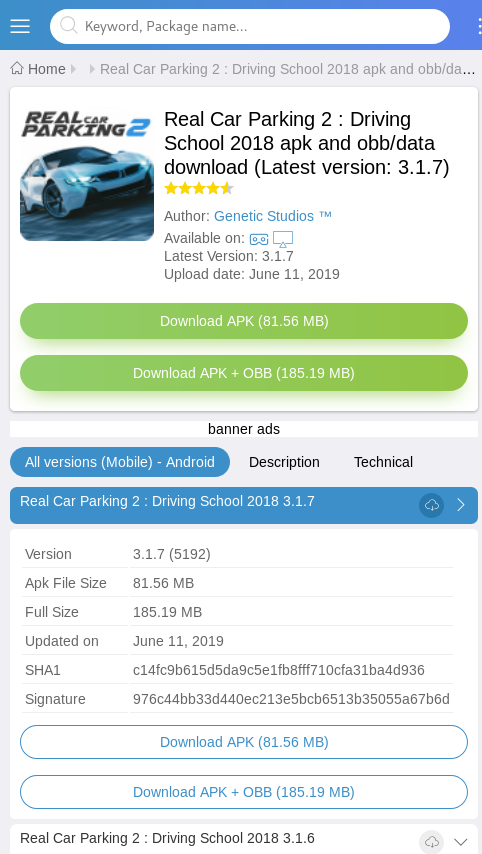 Keyword, Package name...
Home
Real Car Parking 2 : Driving School 2018 apk and obb/da...
REAL CAR
PARKING 2
Real Car Parking 2 : Driving
School 2018 apk and obb/data
download (Latest version: 3.1.7)
Author: Genetic Studios ™
Available on:
Latest Version: 3.1.7
Upload date: June 11, 2019
Download APK (81.56 MB)
Download APK + OBB (185.19 MB)
banner ads
All versions (Mobile) - Android Description Technical
Real Car Parking 2 : Driving School 2018 3.1.7
Version 3.1.7 (5192)
Apk File Size 81.56 MB
Full Size 185.19 MB
Updated on June 11, 2019
SHA1 c14fc9b615d5da9c5e1fb8fff710cfa31ba4d936
Signature 976c44bb33d440ec213e5bcb6513b35055a67b6d
Download APK (81.56 MB)
Download APK + OBB (185.19 MB)
Real Car Parking 2 : Driving School 2018 3.1.6